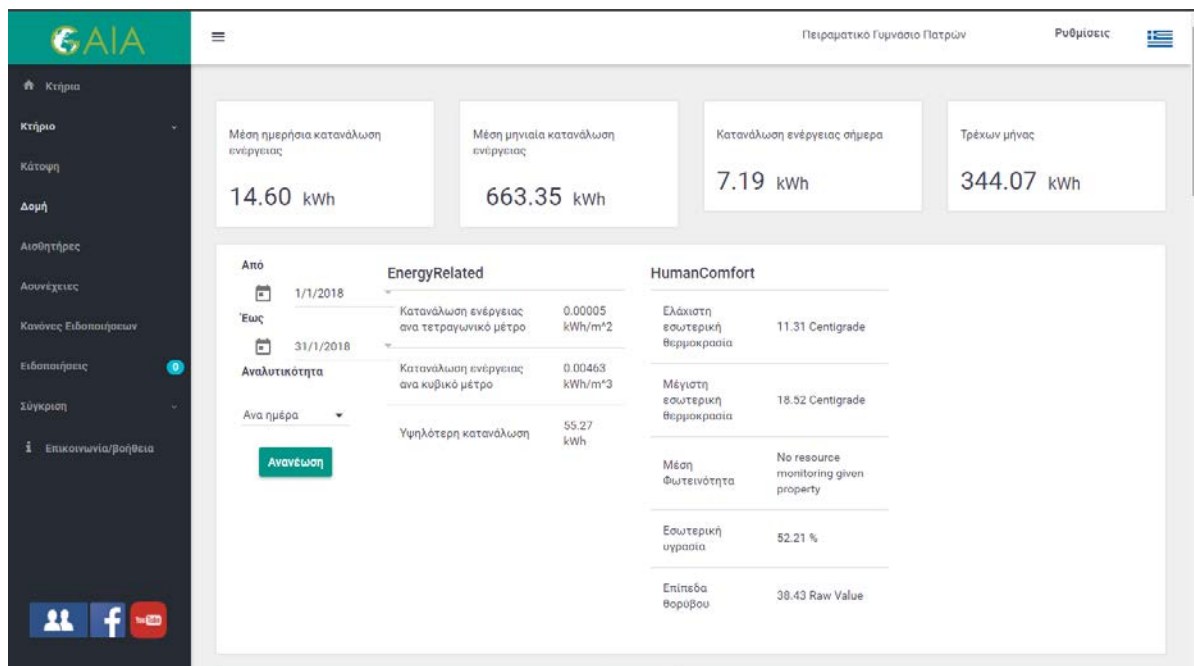 GAIA
Πειραματικο Γυμνασιο Πατρών
Ρυθμίσεις
Κτήρια
Κτήριο
Κάτοψη
Δομή
Αισθητήρες
Ασυνέχειες
Κανόνες Ειδοποιήσεων
Ειδοποιήσεις 0
Σύγκριση
Επικοινωνία/βοήθεια
Μέση ημερήσια κατανάλωση
ενέργειας
14.60 kWh
Μέση μηνιαία κατανάλωση
ενέργειας
663.35 kWh
Κατανάλωση ενέργειας σήμερα
7.19 kWh
Τρέχων μήνας
344.07 kWh
Από
1/1/2018
Έως
31/1/2018
Αναλυτικότητα
Ανα ημέρα
Ανανέωση
EnergyRelated
Κατανάλωση ενέργειας
ανα τετραγωνικό μέτρο
0.00005
kWh/m^2
Κατανάλωση ενέργειας
ανα κυβικό μέτρο
0.00463
kWh/m^3
Υψηλότερη κατανάλωση
55.27
kWh
HumanComfort
Ελάχιστη
εσωτερική
θερμοκρασία
11.31 Centigrade
Μέγιστη
εσωτερική
θερμοκρασία
18.52 Centigrade
Μέση
Φωτεινότητα
No resource
monitoring given
property
Εσωτερική
υγρασία
52.21 %
Επίπεδα
θορύβου
38.43 Raw Value
You Tube